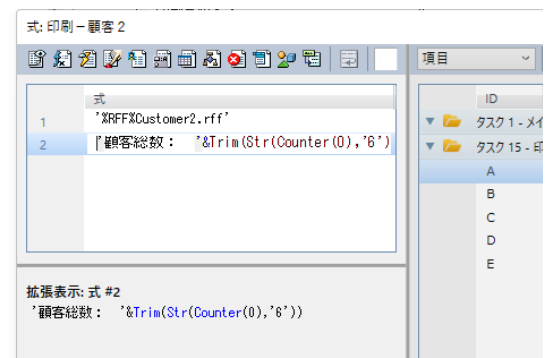 式: 印刷 – 顧客 2
項目
式
ID
1 '%RFF%Customer2.rff'
2 '顧客総数： '&Trim(Str(Counter(0),'6')
タスク 1 - メイ
タスク 15 - 印
A
B
C
D
E
拡張表示: 式 #2
'顧客総数： '&Trim(Str(Counter(0),'6'))